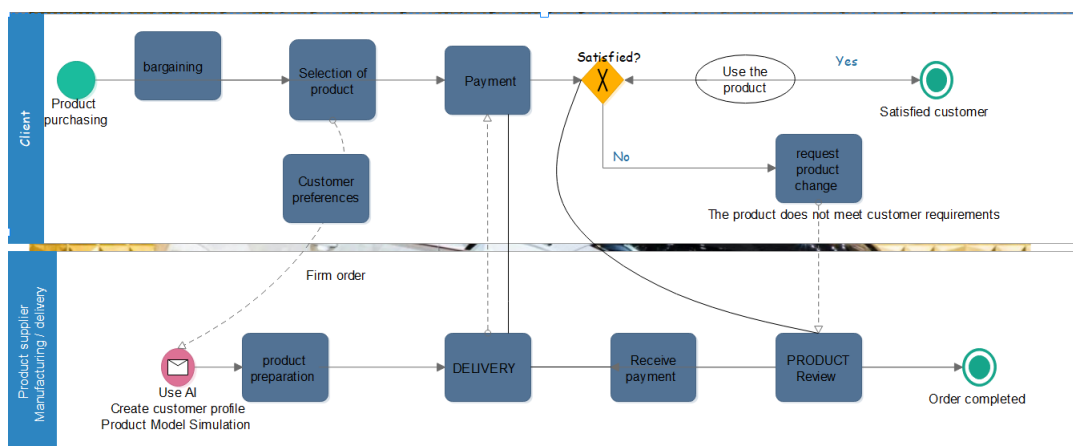 Client
Product
purchasing
bargaining
Selection of
product
Payment
Satisfied?
X
Use the
product
Yes
Satisfied customer
No
request
product
change
The product does not meet customer requirements
Customer
preferences
Firm order
Product supplier
Manufacturing / delivery
Use AI
Create customer profile
Product Model Simulation
product
preparation
DELIVERY
Receive
payment
PRODUCT
Review
Order completed